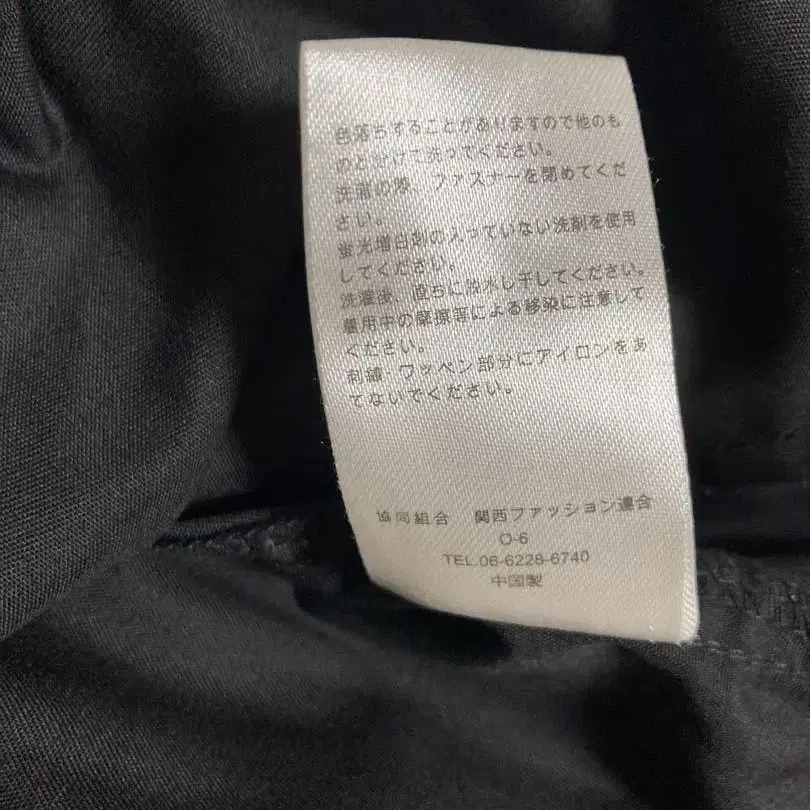 色落ちすることがありますので他のも
のと分けて洗ってください。
洗濯の際、ファスナーを閉めてくだ
さい。
蛍光増白剤の入っていない洗剤を使用
してください。
洗濯後、直ちに脱水し干してください。
着用中の摩擦等による移染に注意して
ください。
刺繍・ワッペン部分にアイロンをあ
てないでください。
協同組合　関西ファッション連合
O-6
TEL.06-6228-6740
中国製